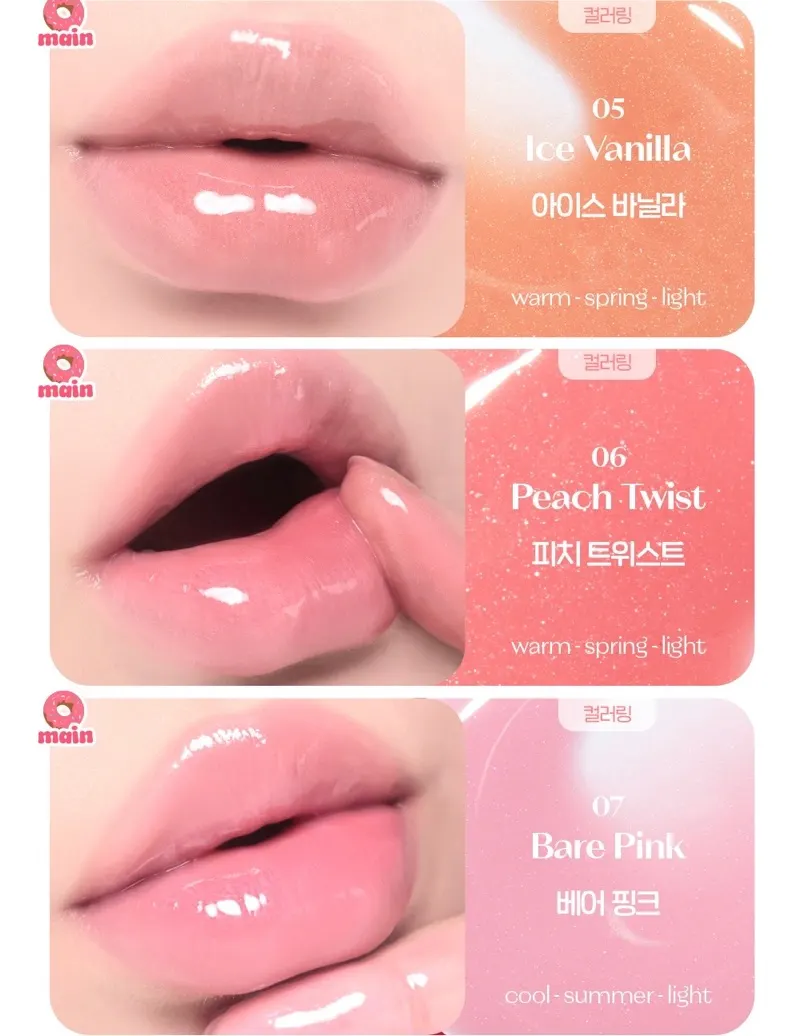 main
컬러링
05
Ice Vanilla
아이스 바닐라
warm - spring - light
main
컬러링
06
Peach Twist
피치 트위스트
warm - spring - light
main
컬러링
07
Bare Pink
베어 핑크
cool - summer - light